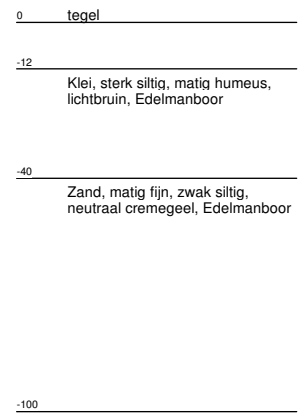 0 tegel
-12
Klei, sterk siltig, matig humeus,
lichtbruin, Edelmanboor
-40
Zand, matig fijn, zwak siltig,
neutraal cremegeel, Edelmanboor
-100